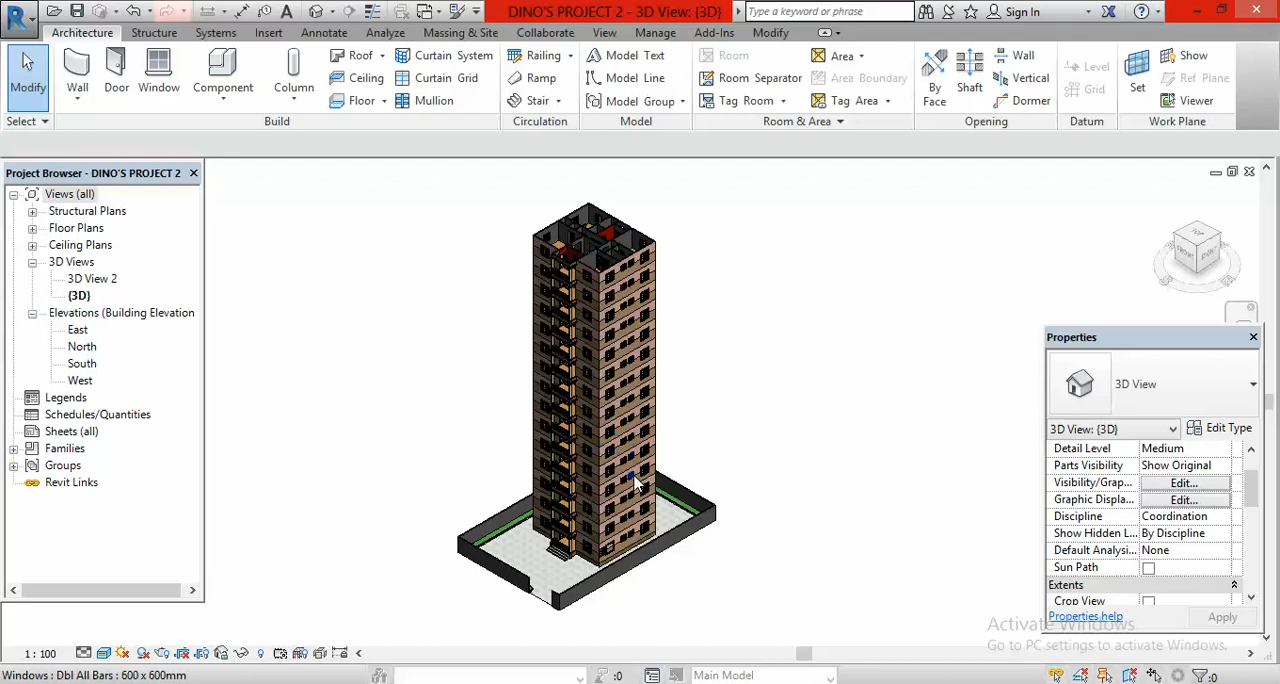 DINO'S PROJECT 2 - 3D View: {3D}
Type a keyword or phrase
Sign In
Architecture
Structure
Systems
Insert
Annotate
Analyze
Massing & Site
Collaborate
View
Manage
Add-Ins
Modify
Modify
Wall
Door
Window
Component
Column
Roof
Ceiling
Floor
Curtain System
Curtain Grid
Mullion
Railing
Ramp
Stair
Model Text
Model Line
Model Group
Room
Room Separator
Tag Room
Area
Area Boundary
Tag Area
By
Face
Shaft
Wall
Vertical
Dormer
Level
Grid
Set
Show
Ref Plane
Viewer
Select
Build
Circulation
Model
Room & Area
Opening
Datum
Work Plane
Project Browser - DINO'S PROJECT 2
Views (all)
Structural Plans
Floor Plans
Ceiling Plans
3D Views
3D View 2
{3D}
Elevations (Building Elevation
East
North
South
West
Legends
Schedules/Quantities
Sheets (all)
Families
Groups
Revit Links
TOP
FRONT
RIGHT
Properties
3D View
3D View: {3D}
Edit Type
Detail Level Medium
Parts Visibility Show Original
Visibility/Grap... Edit...
Graphic Displa... Edit...
Discipline Coordination
Show Hidden L... By Discipline
Default Analysi... None
Sun Path
Extents
Crop View
Properties help
Apply
Activate Windows
Go to PC settings to activate Windows.
1 : 100
Windows : Dbl All Bars : 600 x 600mm
:0
Main Model
:0